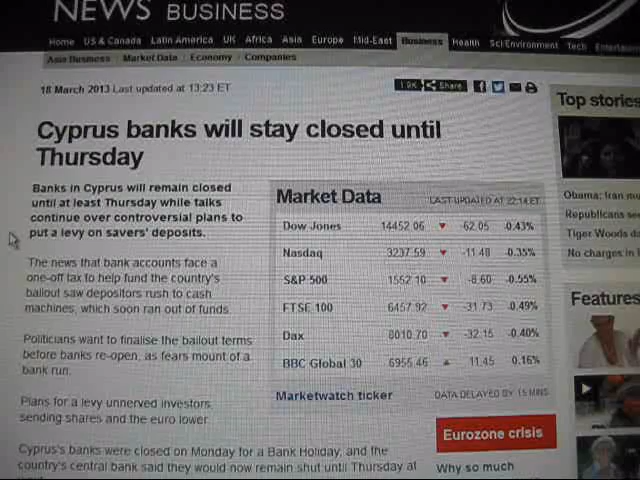 NEWS BUSINESS
Home US & Canada Latin America UK Africa Asia Europe Mid-East Business Health Sci/Environment Tech
Asia Business Market Data Economy Companies
18 March 2013 Last updated at 13:23 ET
1.9K Share
Top stories
Cyprus banks will stay closed until
Thursday
Banks in Cyprus will remain closed
until at least Thursday while talks
continue over controversial plans to
put a levy on savers' deposits.
The news that bank accounts face a
one-off tax to help fund the country's
bailout saw depositors rush to cash
machines, which soon ran out of funds.
Politicians want to finalise the bailout terms
before banks re-open, as fears mount of a
bank run.
Plans for a levy unnerved investors,
sending shares and the euro lower.
Cyprus's banks were closed on Monday for a Bank Holiday, and the
country's central bank said they would now remain shut until Thursday at
Market Data LAST UPDATED AT 22:14 ET
Dow Jones 14452.06 ▼ -62.05 -0.43%
Nasdaq 3237.59 ▼ -11.48 -0.35%
S&P 500 1552.10 ▼ -8.60 -0.55%
FTSE 100 6457.92 ▼ -31.73 -0.49%
Dax 8010.70 ▼ -32.15 -0.40%
BBC Global 30 6955.46 ▲ 11.45 0.16%
Marketwatch ticker DATA DELAYED BY 15 MINS
Eurozone crisis
Why so much
Obama: Iran
Republicans
Tiger Woods
No charges in
Features